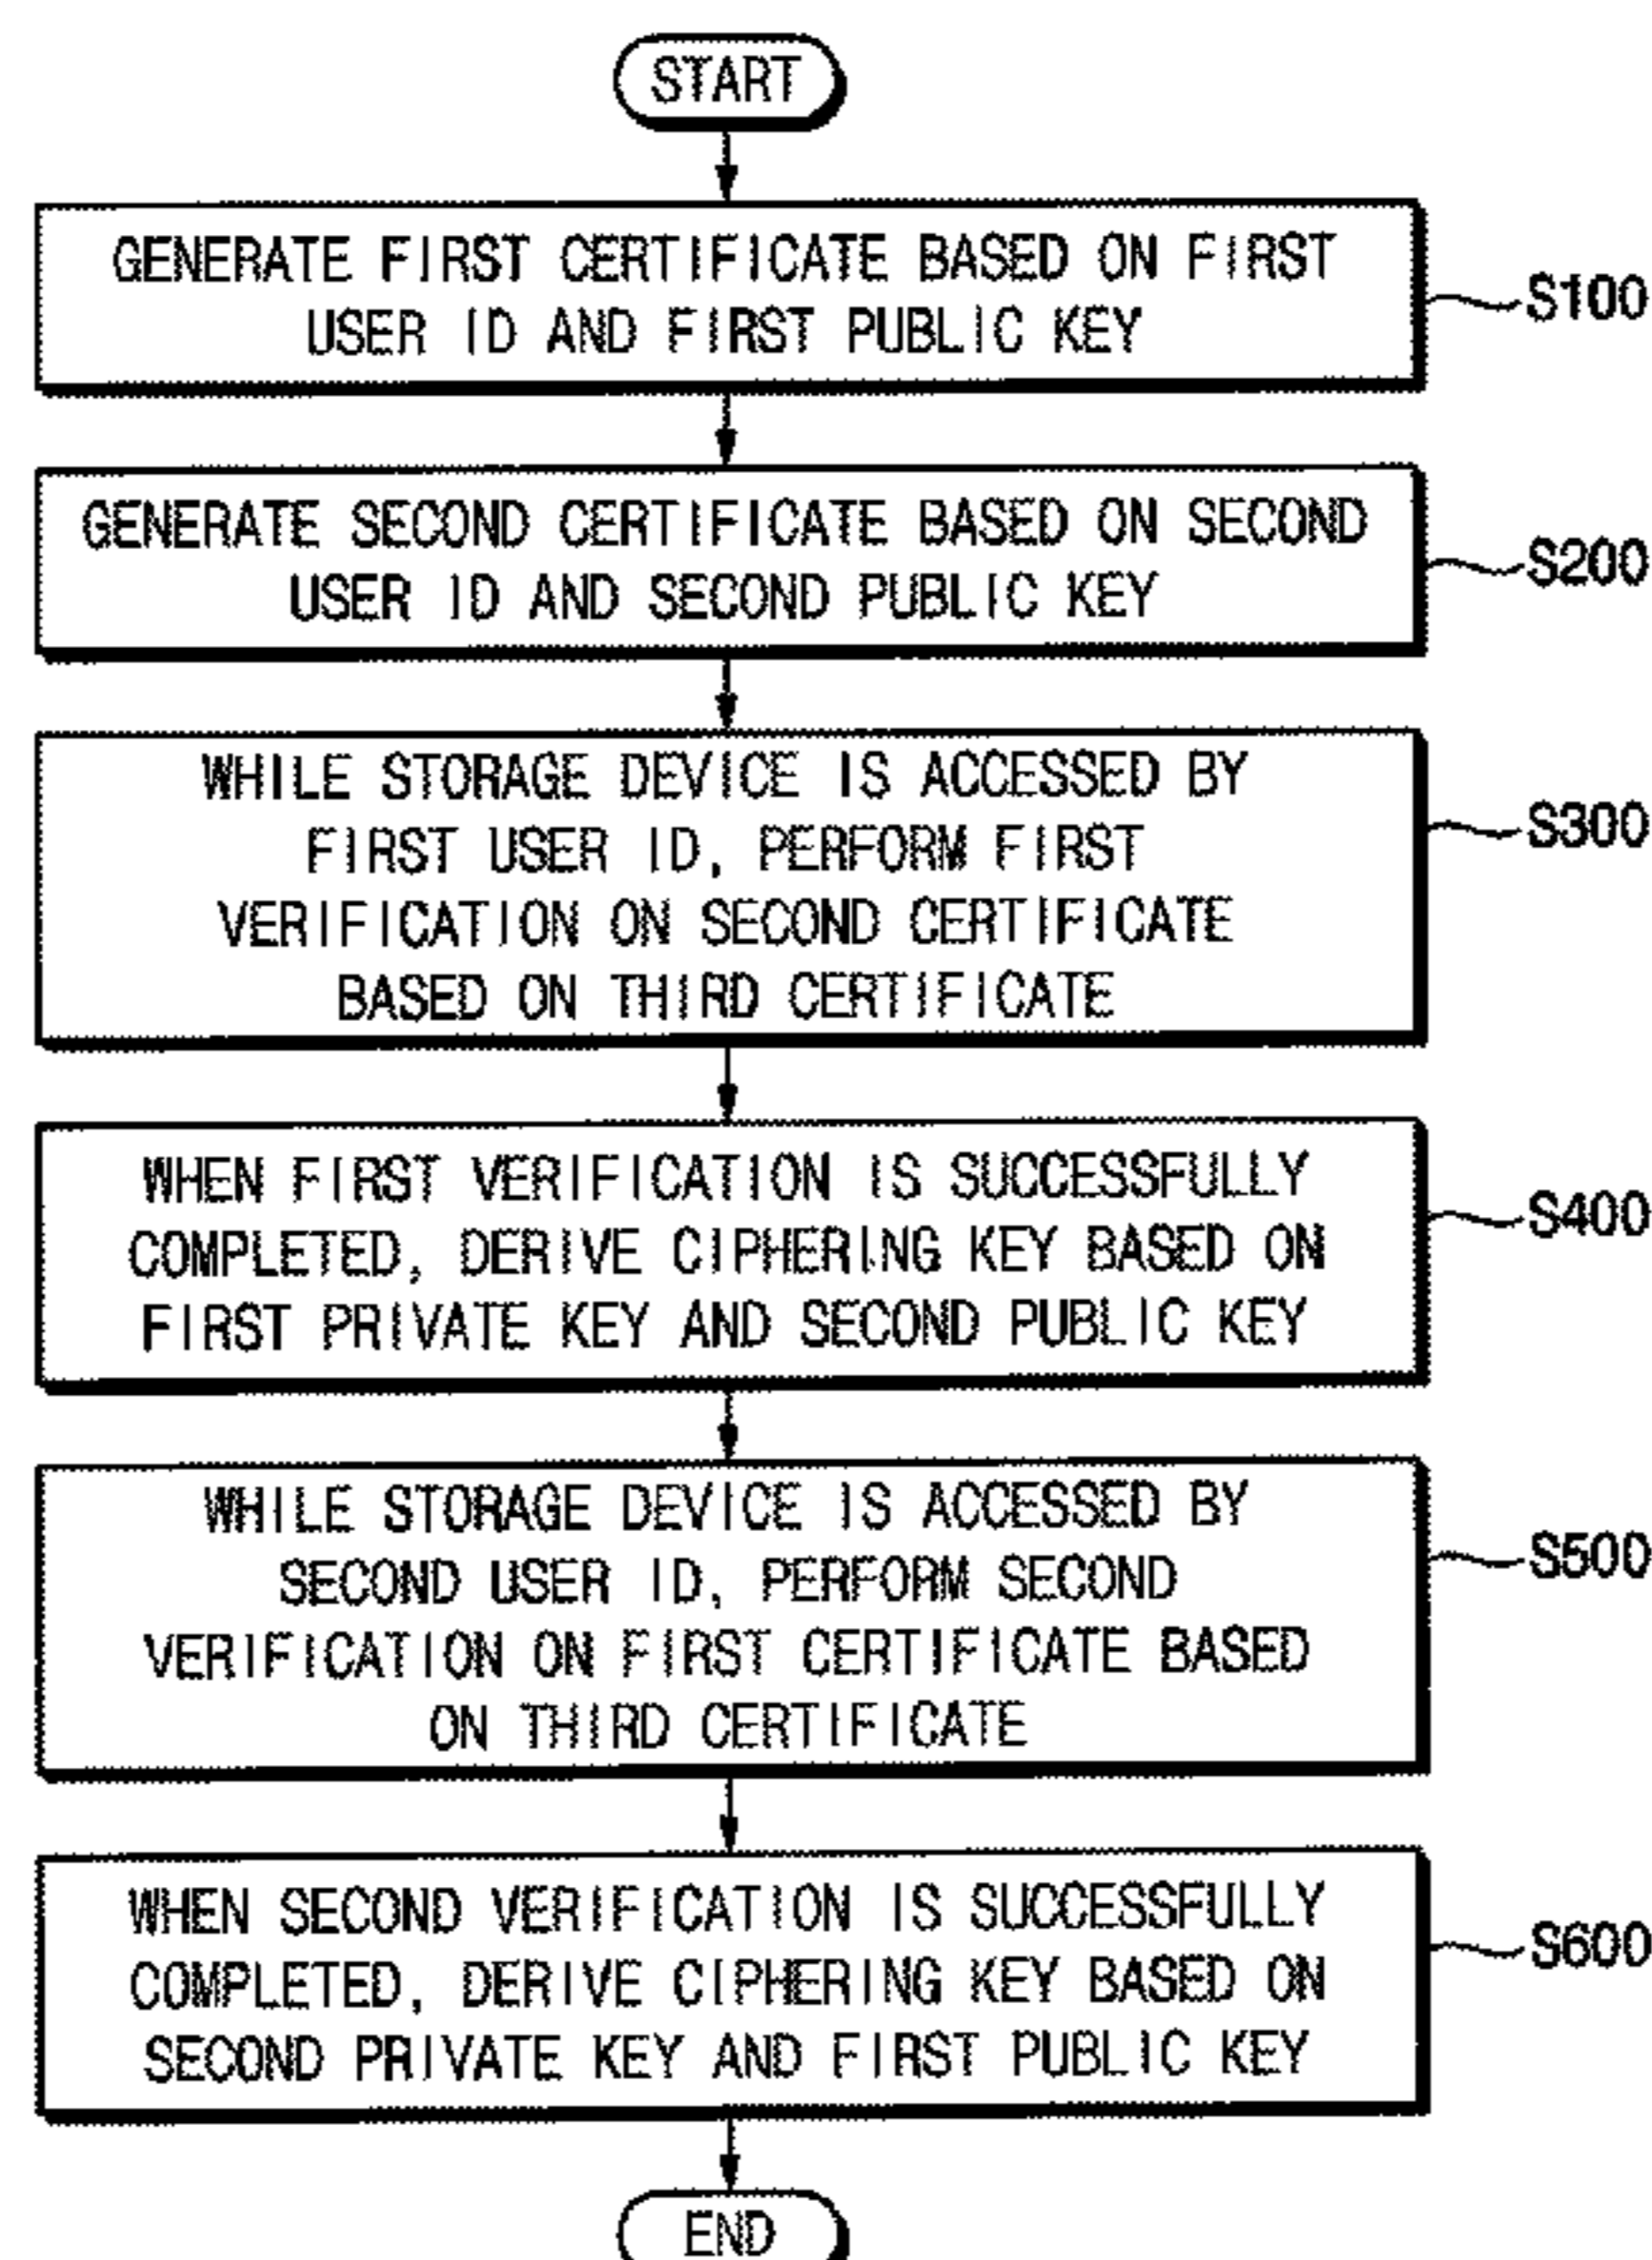 START
GENERATE FIRST CERTIFICATE BASED ON FIRST
USER ID AND FIRST PUBLIC KEY
S100
GENERATE SECOND CERTIFICATE BASED ON SECOND
USER ID AND SECOND PUBLIC KEY
S200
WHILE STORAGE DEVICE IS ACCESSED BY
FIRST USER ID, PERFORM FIRST
VERIFICATION ON SECOND CERTIFICATE
BASED ON THIRD CERTIFICATE
S300
WHEN FIRST VERIFICATION IS SUCCESSFULLY
COMPLETED, DERIVE CIPHERING KEY BASED ON
FIRST PRIVATE KEY AND SECOND PUBLIC KEY
S400
WHILE STORAGE DEVICE IS ACCESSED BY
SECOND USER ID, PERFORM SECOND
VERIFICATION ON FIRST CERTIFICATE BASED
ON THIRD CERTIFICATE
S500
WHEN SECOND VERIFICATION IS SUCCESSFULLY
COMPLETED, DERIVE CIPHERING KEY BASED ON
SECOND PRIVATE KEY AND FIRST PUBLIC KEY
S600
END